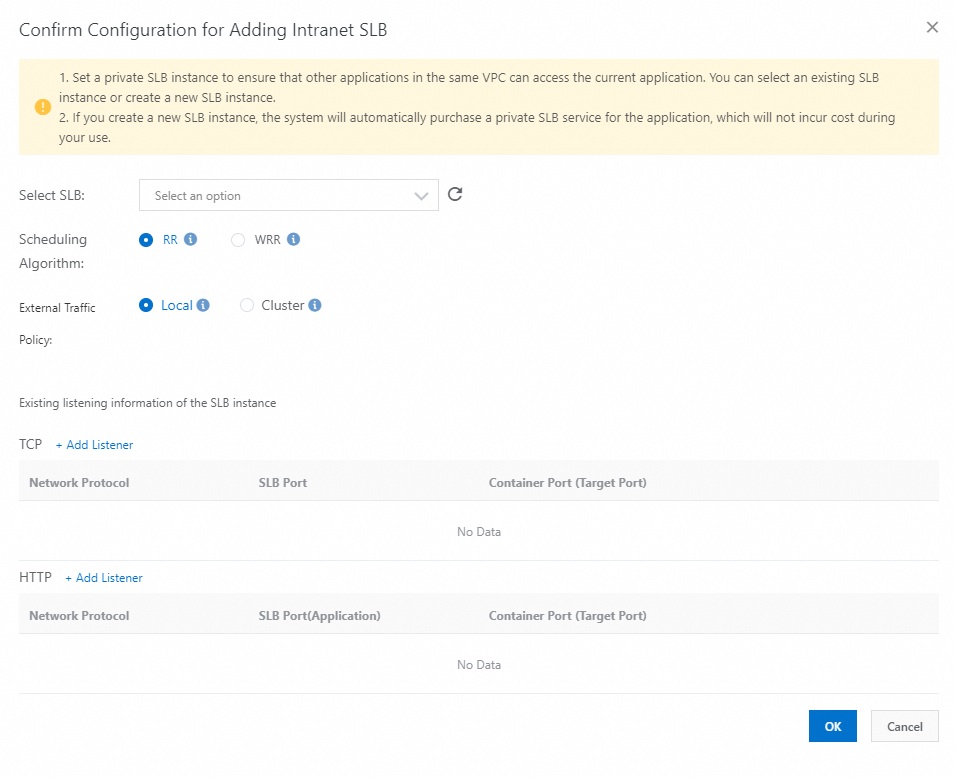 Confirm Configuration for Adding Intranet SLB
1. Set a private SLB instance to ensure that other applications in the same VPC can access the current application. You can select an existing SLB
instance or create a new SLB instance.
2. If you create a new SLB instance, the system will automatically purchase a private SLB service for the application, which will not incur cost during
your use.
Select SLB:
Select an option
Scheduling
Algorithm:
RR
WRR
External Traffic
Policy:
Local
Cluster
Existing listening information of the SLB instance
TCP + Add Listener
Network Protocol SLB Port Container Port (Target Port)
No Data
HTTP + Add Listener
Network Protocol SLB Port(Application) Container Port (Target Port)
No Data
OK Cancel